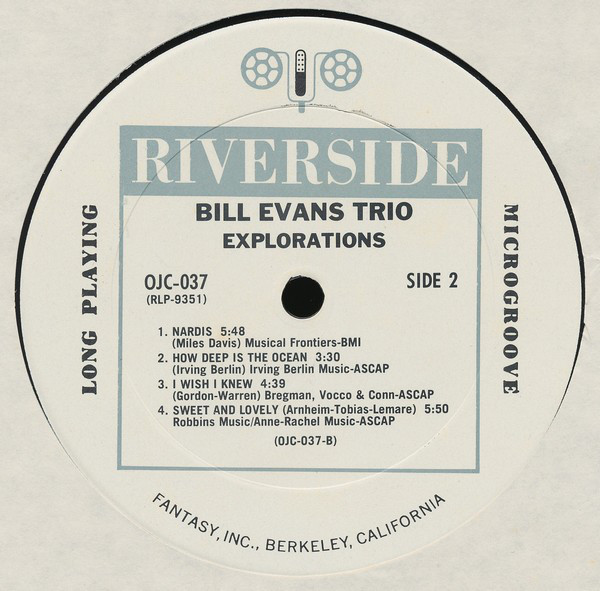 RIVERSIDE
BILL EVANS TRIO
EXPLORATIONS
LONG PLAYING
MICROGROOVE
OJC-037
(RLP-9351)
SIDE 2
1. NARDIS 5:48
(Miles Davis) Musical Frontiers-BMI
2. HOW DEEP IS THE OCEAN 3:30
(Irving Berlin) Irving Berlin Music-ASCAP
3. I WISH I KNEW 4:39
(Gordon-Warren) Bregman, Vocco & Conn-ASCAP
4. SWEET AND LOVELY (Arnheim-Tobias-Lemare) 5:50
Robbins Music/Anne-Rachel Music-ASCAP
(OJC-037-B)
FANTASY, INC., BERKELEY, CALIFORNIA